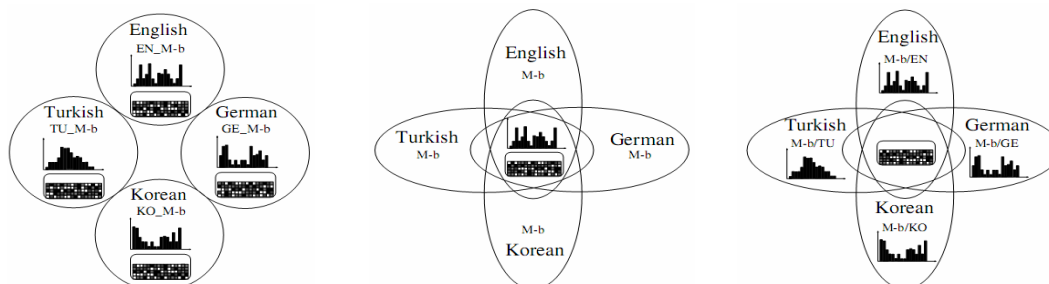 English
EN_M-b
Turkish
TU_M-b
German
GE_M-b
Korean
KO_M-b
English
M-b
Turkish
M-b
German
M-b
M-b
Korean
English
M-b/EN
Turkish
M-b/TU
German
M-b/GE
Korean
M-b/KO